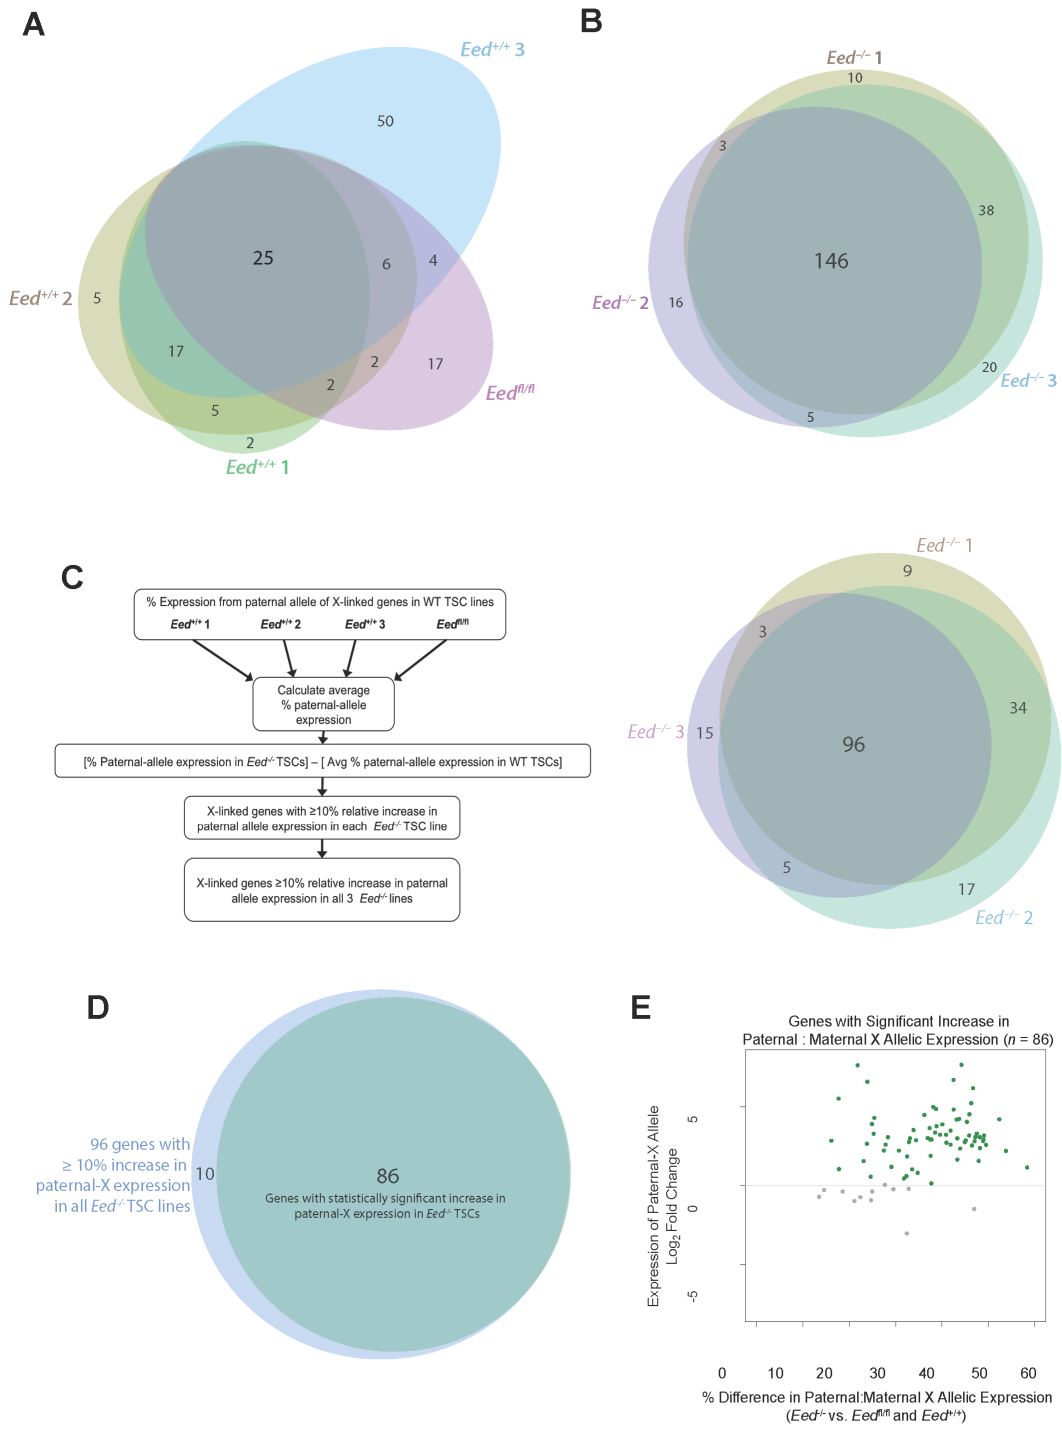 A
Eed+/+ 3
50
25
6
4
Eed+/+ 2
5
17
2
2
17
Eedfl/fl
5
2
Eed+/+ 1
B
Eed–/– 1
10
3
38
146
Eed–/– 2
16
20
Eed–/– 3
5
C
% Expression from paternal allele of X-linked genes in WT TSC lines
Eed+/+ 1 Eed+/+ 2 Eed+/+ 3 Eedfl/fl
Calculate average
% paternal-allele
expression
[% Paternal-allele expression in Eed-/- TSCs] – [ Avg % paternal-allele expression in WT TSCs]
X-linked genes with ≥10% relative increase in
paternal allele expression in each Eed-/- TSC line
X-linked genes ≥10% relative increase in paternal
allele expression in all 3 Eed-/- lines
Eed–/– 1
9
3
34
Eed–/– 3
15
96
5
17
Eed–/– 2
D
96 genes with
≥ 10% increase in
paternal-X expression
in all Eed-/- TSC lines
10
86
Genes with statistically significant increase in
paternal-X expression in Eed-/- TSCs
E
Genes with Significant Increase in
Paternal : Maternal X Allelic Expression (n = 86)
Expression of Paternal-X Allele
Log2 Fold Change
5
0
-5
0 10 20 30 40 50 60
% Difference in Paternal:Maternal X Allelic Expression
(Eed-/- vs. Eedfl/fl and Eed+/+)